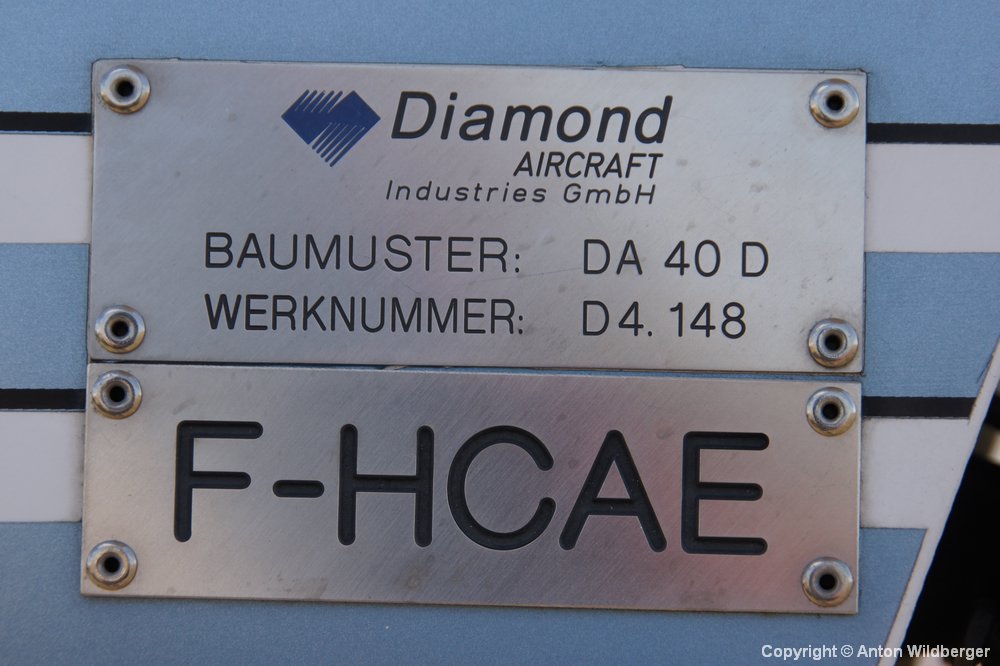 Diamond
AIRCRAFT
Industries GmbH
BAUMUSTER: DA 40 D
WERKNUMMER: D4.148
F-HCAE
Copyright © Anton Wildberger